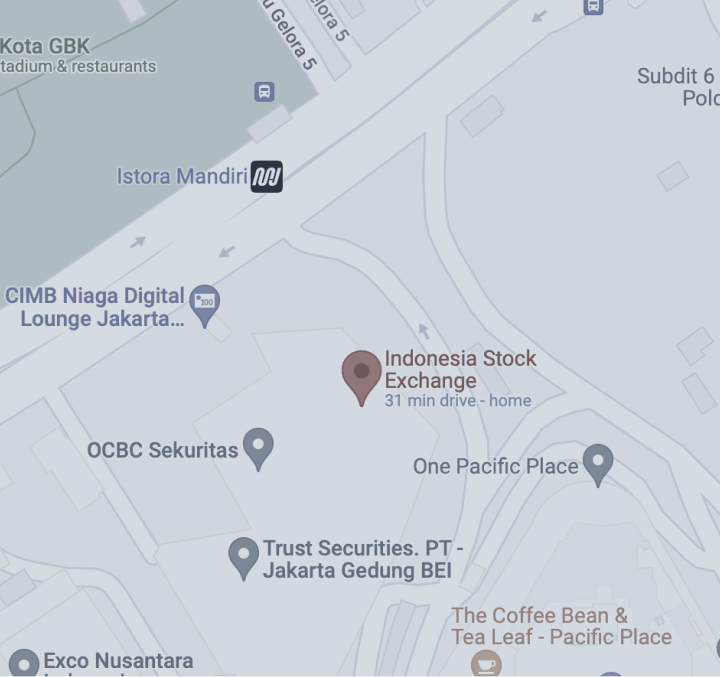 u Gelora 5
elora 5
Kota GBK
tadium & restaurants
Subdit 6
Pold
Istora Mandiri
CIMB Niaga Digital
Lounge Jakarta...
100
Indonesia Stock
Exchange
31 min drive - home
OCBC Sekuritas
One Pacific Place
Trust Securities. PT -
Jakarta Gedung BEI
The Coffee Bean &
Tea Leaf - Pacific Place
Exco Nusantara